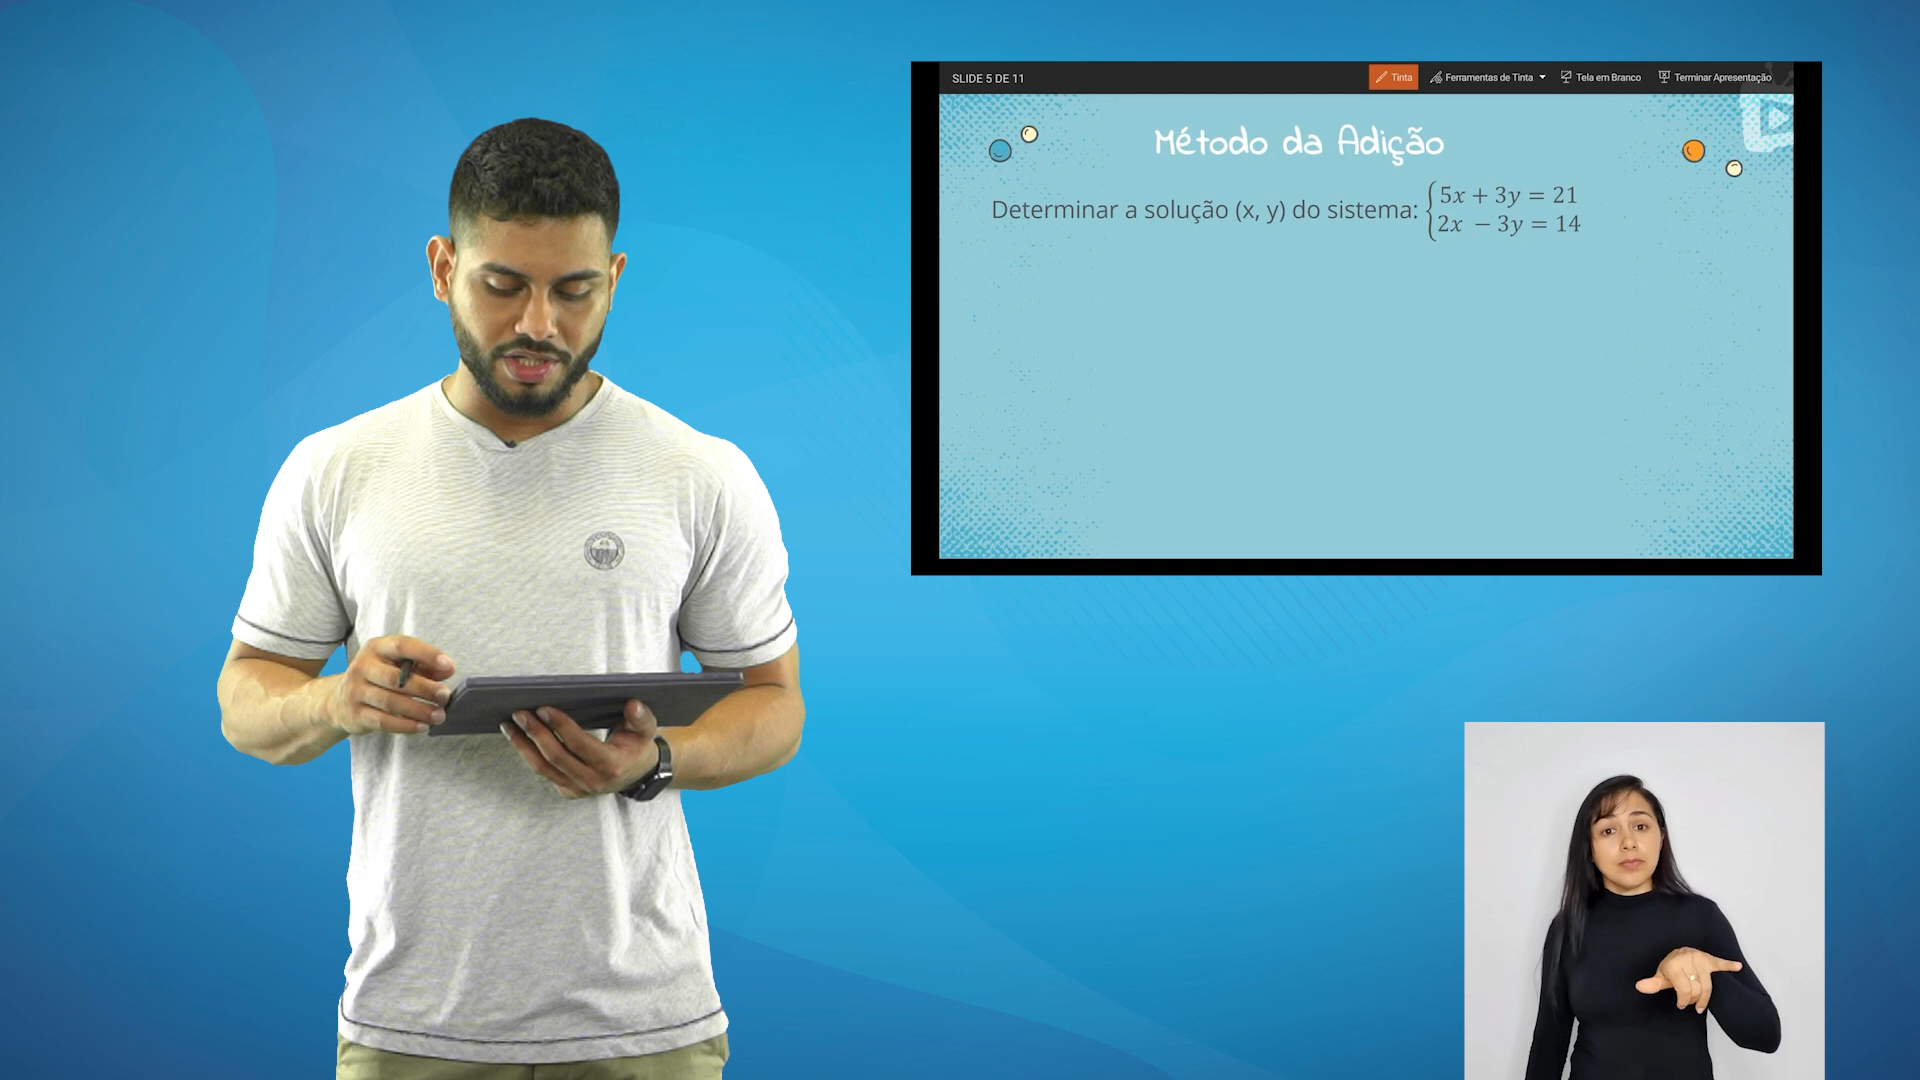 SLIDE 5 DE 11
Tinta
Ferramentas de Tinta
Tela em Branco
Terminar Apresentação
Método da Adição
Determinar a solução (x, y) do sistema:
5x + 3y = 21
2x − 3y = 14